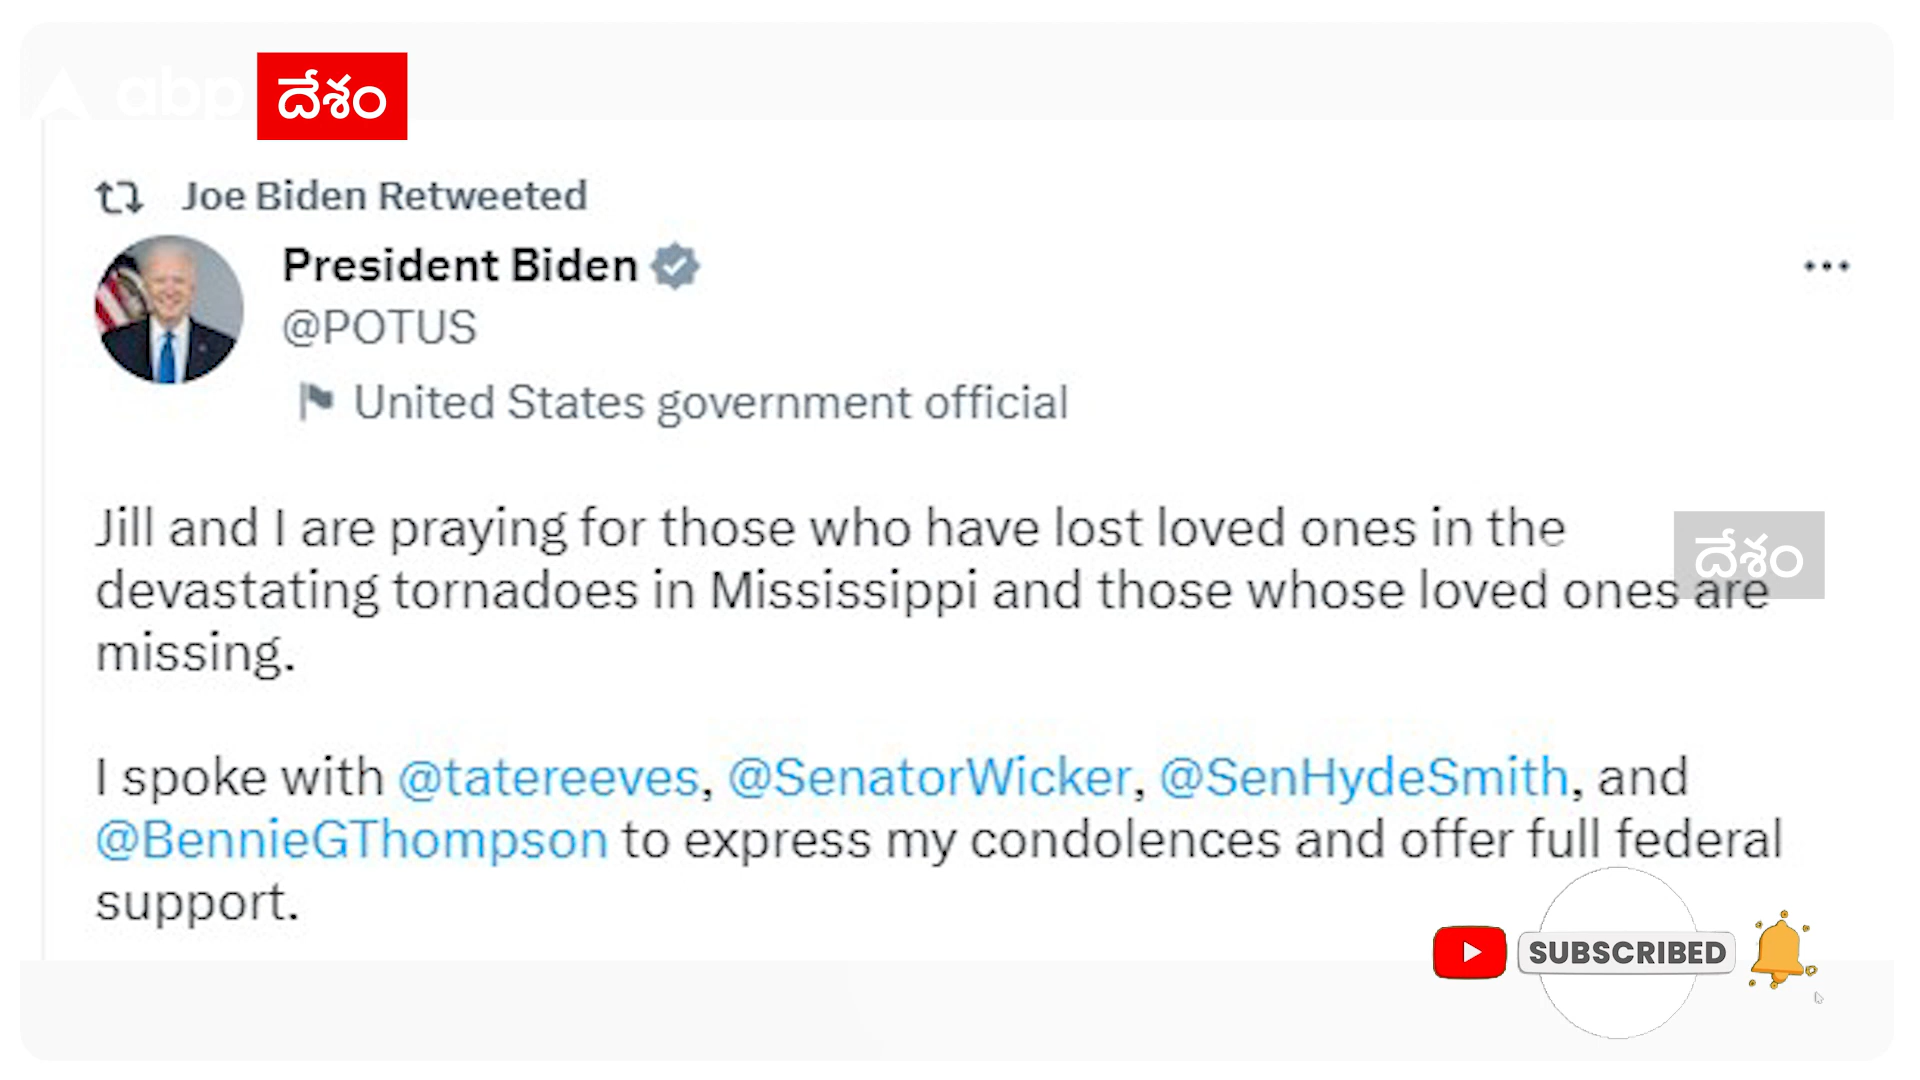 abp దేశం
Joe Biden Retweeted
President Biden
@POTUS
United States government official
Jill and I are praying for those who have lost loved ones in the
devastating tornadoes in Mississippi and those whose loved ones are
missing.
దేశం
I spoke with @tatereeves, @SenatorWicker, @SenHydeSmith, and
@BennieGThompson to express my condolences and offer full federal
support.
SUBSCRIBED